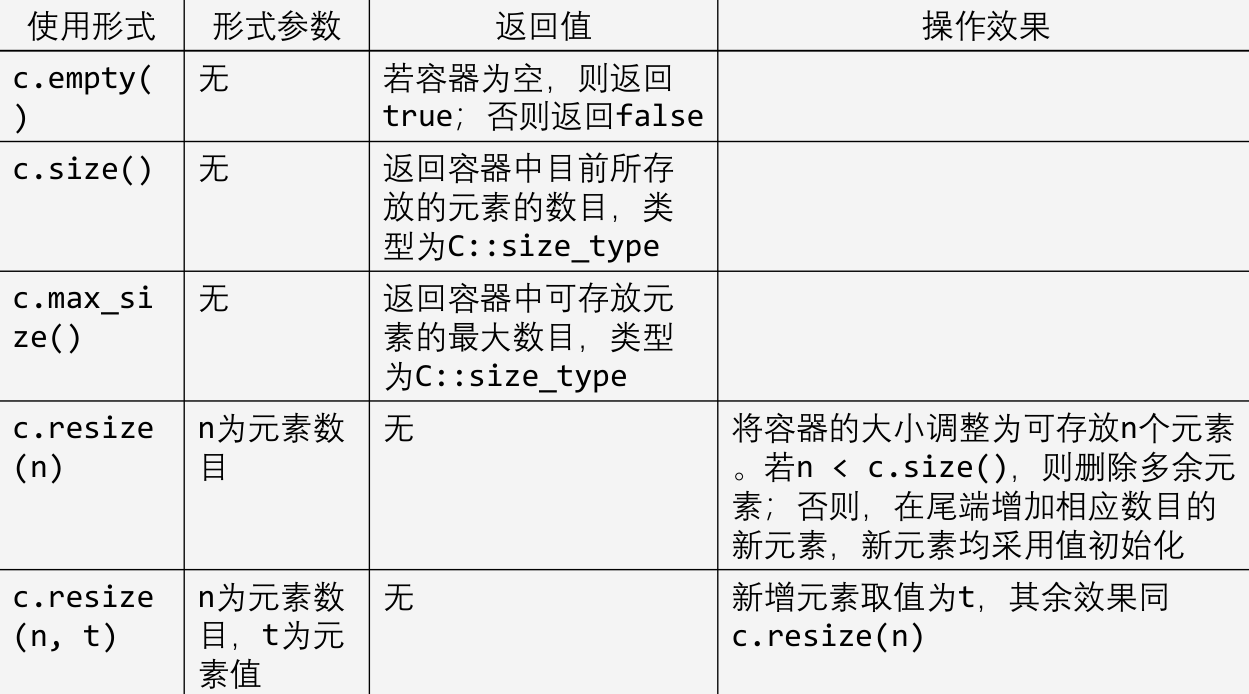 使用形式 形式参数 返回值 操作效果
c.empty( 无 若容器为空，则返回
) true；否则返回false
c.size() 无 返回容器中目前所存
放的元素的数目，类
型为C::size_type
c.max_si 无 返回容器中可存放元
ze() 素的最大数目，类型
为C::size_type
c.resize n为元素数 无 将容器的大小调整为可存放n个元素
(n) 目 。若n < c.size()，则删除多余元
素；否则，在尾端增加相应数目的
新元素，新元素均采用值初始化
c.resize n为元素数 无 新增元素取值为t，其余效果同
(n, t) 目，t为元 c.resize(n)
素值